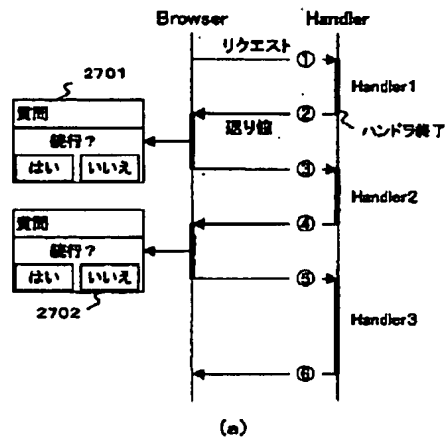 Browser
Handler
リクエスト
①
Handler1
2701
②
返り値
ハンドラ終了
質問
続行？
はい
いいえ
③
Handler2
④
質問
続行？
はい
いいえ
2702
⑤
Handler3
⑥
(a)